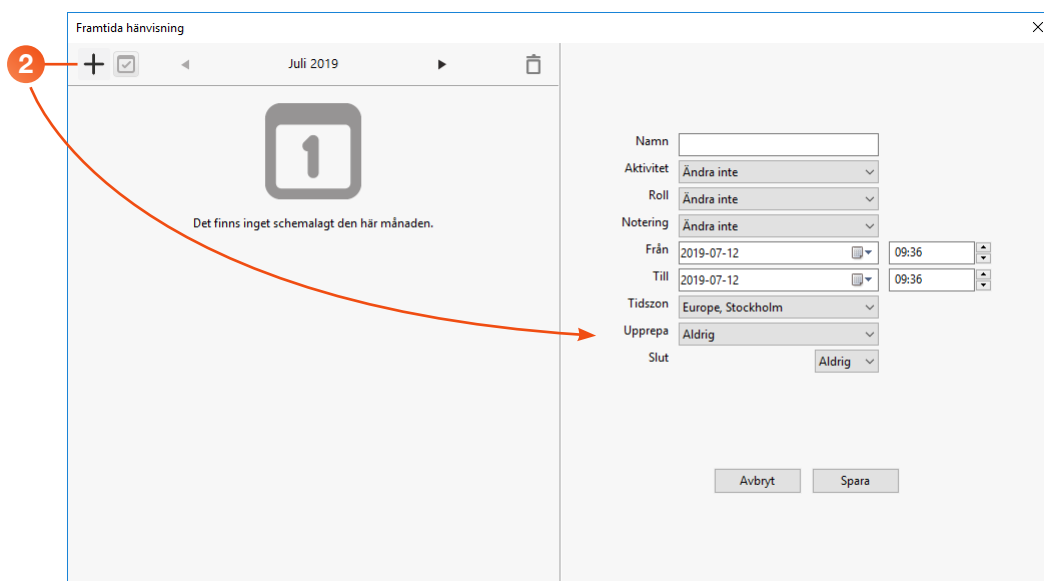 Framtida hänvisning
2
Juli 2019
1
Det finns inget schemalagt den här månaden.
Namn
Aktivitet Ändra inte
Roll Ändra inte
Notering Ändra inte
Från 2019-07-12 09:36
Till 2019-07-12 09:36
Tidszon Europe, Stockholm
Upprepa Aldrig
Slut Aldrig
Avbryt Spara